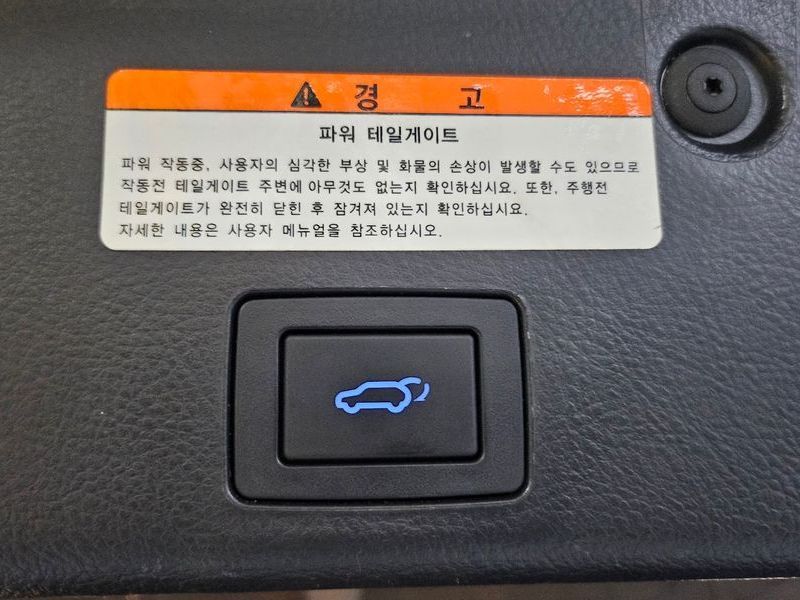 경 고
파워 테일게이트
파워 작동중, 사용자의 심각한 부상 및 화물의 손상이 발생할 수도 있으므로
작동전 테일게이트 주변에 아무것도 없는지 확인하십시요. 또한, 주행전
테일게이트가 완전히 닫힌 후 잠겨져 있는지 확인하십시요.
자세한 내용은 사용자 메뉴얼을 참조하십시오.